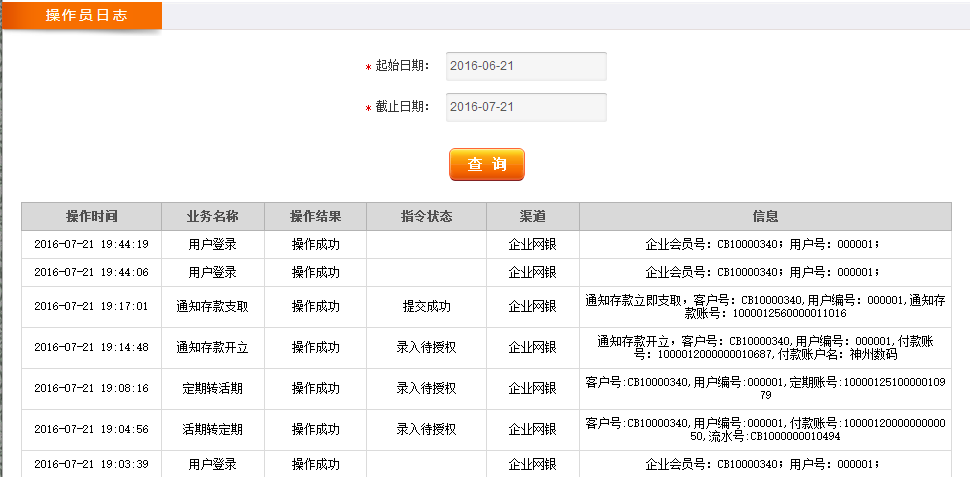 操作员日志
* 起始日期: 2016-06-21
* 截止日期: 2016-07-21
查 询
操作时间 业务名称 操作结果 指令状态 渠道 信息
2016-07-21 19:44:19 用户登录 操作成功 企业网银 企业会员号: CB10000340; 用户号: 000001;
2016-07-21 19:44:06 用户登录 操作成功 企业网银 企业会员号: CB10000340; 用户号: 000001;
2016-07-21 19:17:01 通知存款支取 操作成功 提交成功 企业网银 通知存款立即支取, 客户号: CB10000340,用户编号: 000001,通知存
款账号: 1000012560000011016
2016-07-21 19:14:48 通知存款开立 操作成功 录入待授权 企业网银 通知存款开立, 客户号: CB10000340,用户编号: 000001,付款账
号: 1000012000000010687,付款账户名: 神州数码
2016-07-21 19:08:16 定期转活期 操作成功 录入待授权 企业网银 客户号:CB10000340,用户编号:000001,定期账号:10000125100000109
79
2016-07-21 19:04:56 活期转定期 操作成功 录入待授权 企业网银 客户号:CB10000340,用户编号:000001,付款账号:10000120000000000
50,流水号:CB1000000010494
2016-07-21 19:03:39 用户登录 操作成功 企业网银 企业会员号: CB10000340; 用户号: 000001;